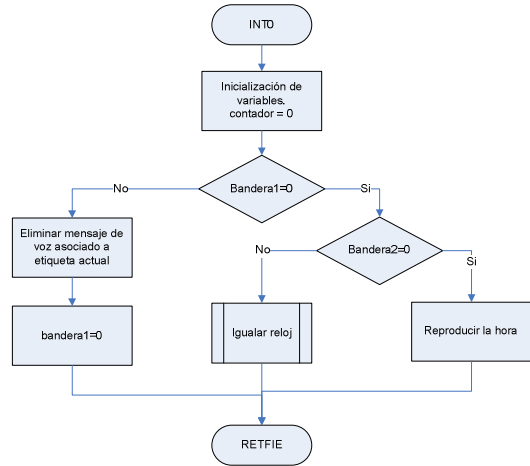 INT0
Inicialización de
variables.
contador = 0
Bandera1=0
No
Si
Eliminar mensaje de
voz asociado a
etiqueta actual
Bandera2=0
No
Si
bandera1=0
Igualar reloj
Reproducir la hora
RETFIE